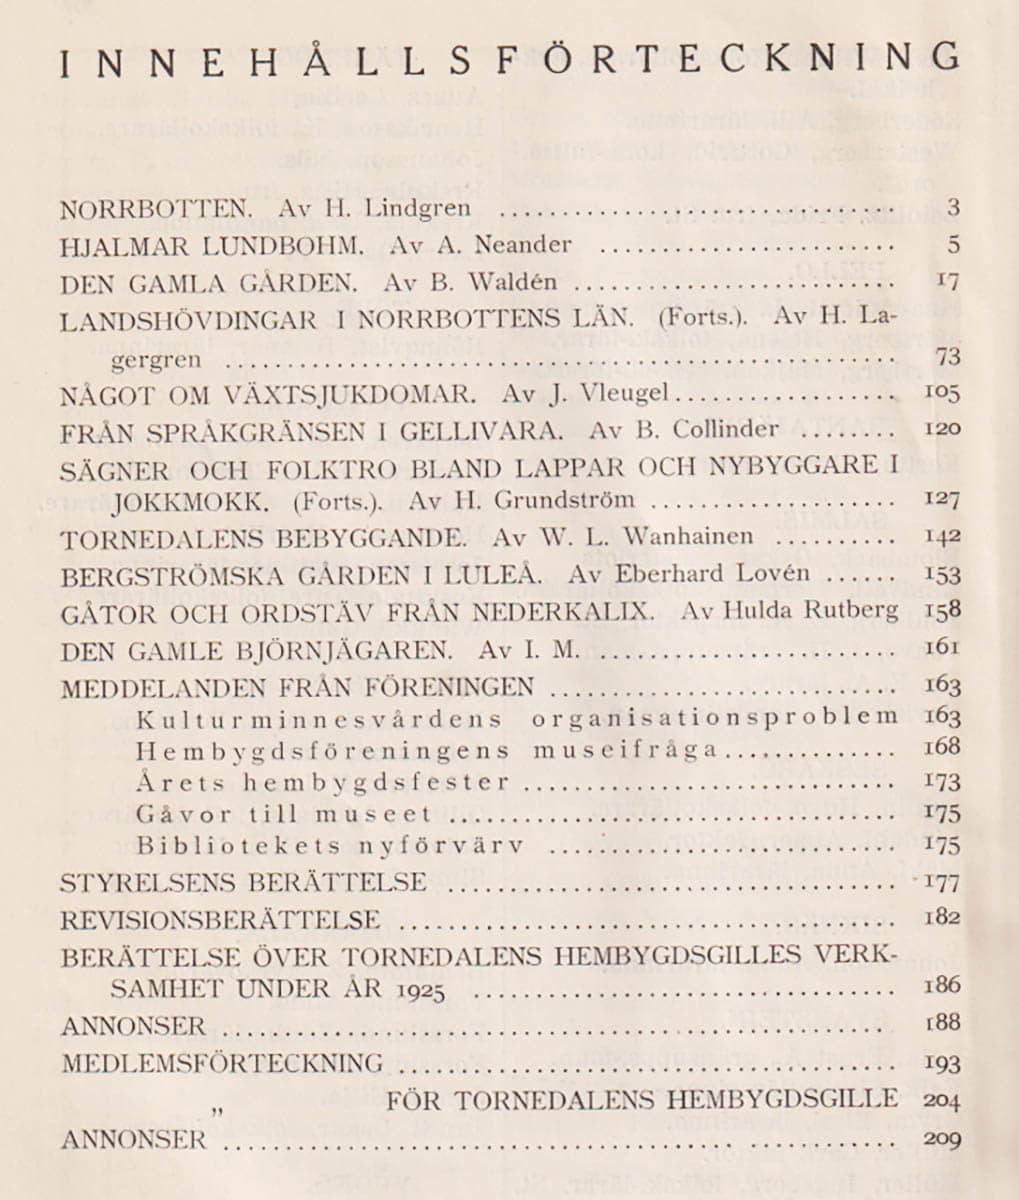 INNEHÅLLSFÖRTECKNING
NORRBOTTEN. Av H. Lindgren ........ 3
HJALMAR LUNDBOHM. Av A. Neander ........ 5
DEN GAMLA GÅRDEN. Av B. Waldén ........ 17
LANDSHÖVDINGAR I NORRBOTTENS LÄN. (Forts.). Av H. La-
gergren ........ 73
NÅGOT OM VÄXTSJUKDOMAR. Av J. Vleugel ........ 105
FRÅN SPRÅKGRÄNSEN I GELLIVARA. Av B. Collinder ........ 120
SÄGNER OCH FOLKTRO BLAND LAPPAR OCH NYBYGGARE I
JOKKMOKK. (Forts.). Av H. Grundström ........ 127
TORNEDALENS BEBYGGANDE. Av W. L. Wanhainen ........ 142
BERGSTRÖMSKA GÅRDEN I LULEÅ. Av Eberhard Lovén ...... 153
GÅTOR OCH ORDSTÄV FRÅN NEDERKALIX. Av Hulda Rutberg 158
DEN GAMLE BJÖRNJÄGAREN. Av I. M. ........ 161
MEDDELANDEN FRÅN FÖRENINGEN ........ 163
Kulturminnesvårdens organisationsproblem 163
Hembygdsföreningens museifråga ........ 168
Årets hembygdsfester ........ 173
Gåvor till museet ........ 175
Bibliotekets nyförvärv ........ 175
STYRELSENS BERÄTTELSE ........ 177
REVISIONSBERÄTTELSE ........ 182
BERÄTTELSE ÖVER TORNEDALENS HEMBYGDSGILLES VERK-
SAMHET UNDER ÅR 1925 ........ 186
ANNONSER ........ 188
MEDLEMSFÖRTECKNING ........ 193
„ FÖR TORNEDALENS HEMBYGDSGILLE 204
ANNONSER ........ 209